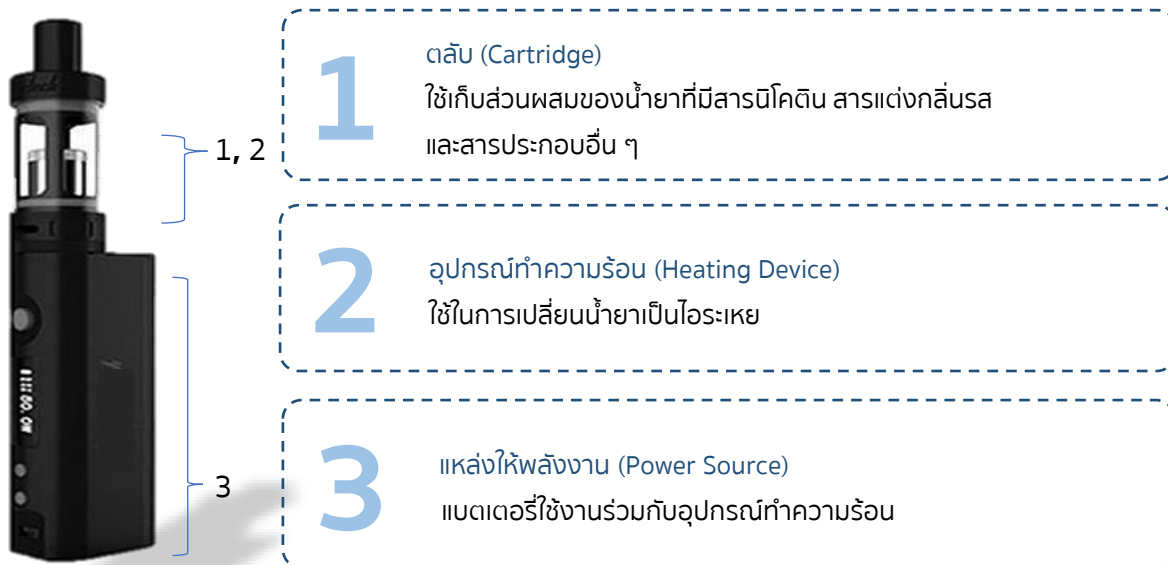 1
ตลับ (Cartridge)
ใช้เก็บส่วนผสมของน้ำยาที่มีสารนิโคติน สารแต่งกลิ่นรส
และสารประกอบอื่น ๆ
1, 2
2
อุปกรณ์ทำความร้อน (Heating Device)
ใช้ในการเปลี่ยนน้ำยาเป็นไอระเหย
3
แหล่งให้พลังงาน (Power Source)
แบตเตอรี่ใช้งานร่วมกับอุปกรณ์ทำความร้อน
3